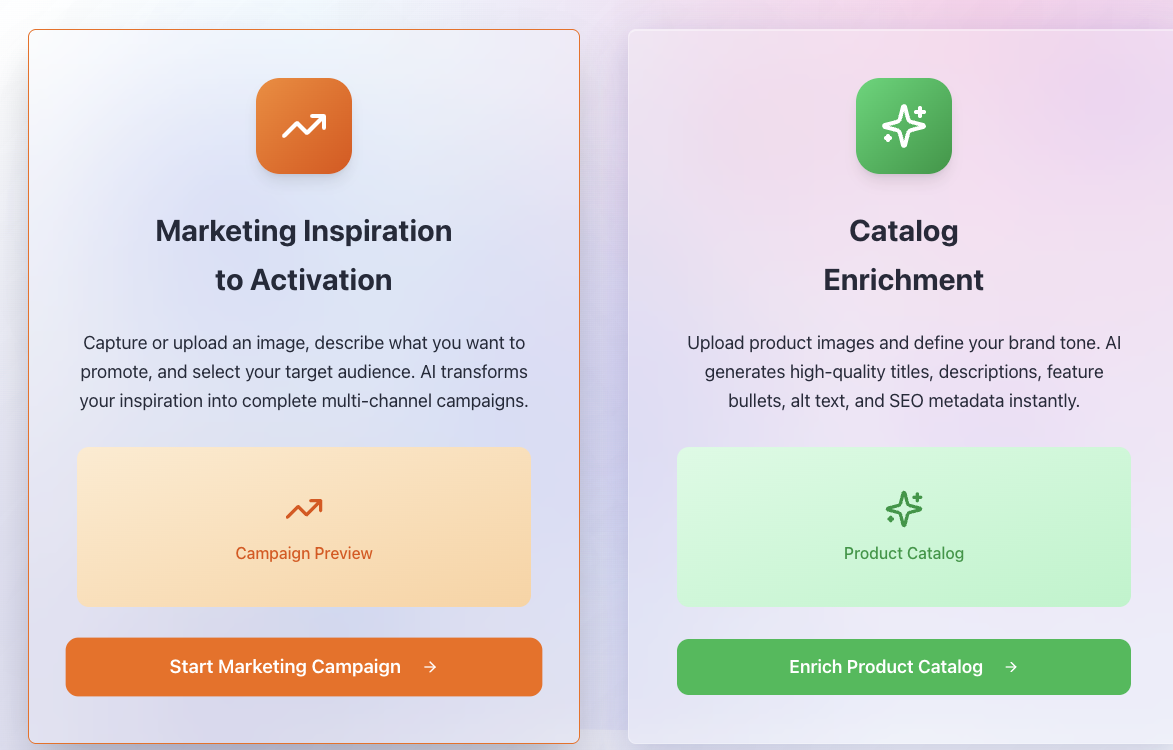 Marketing Inspiration
to Activation
Capture or upload an image, describe what you want to
promote, and select your target audience. AI transforms
your inspiration into complete multi-channel campaigns.
Campaign Preview
Start Marketing Campaign →
Catalog
Enrichment
Upload product images and define your brand tone. AI
generates high-quality titles, descriptions, feature
bullets, alt text, and SEO metadata instantly.
Product Catalog
Enrich Product Catalog →